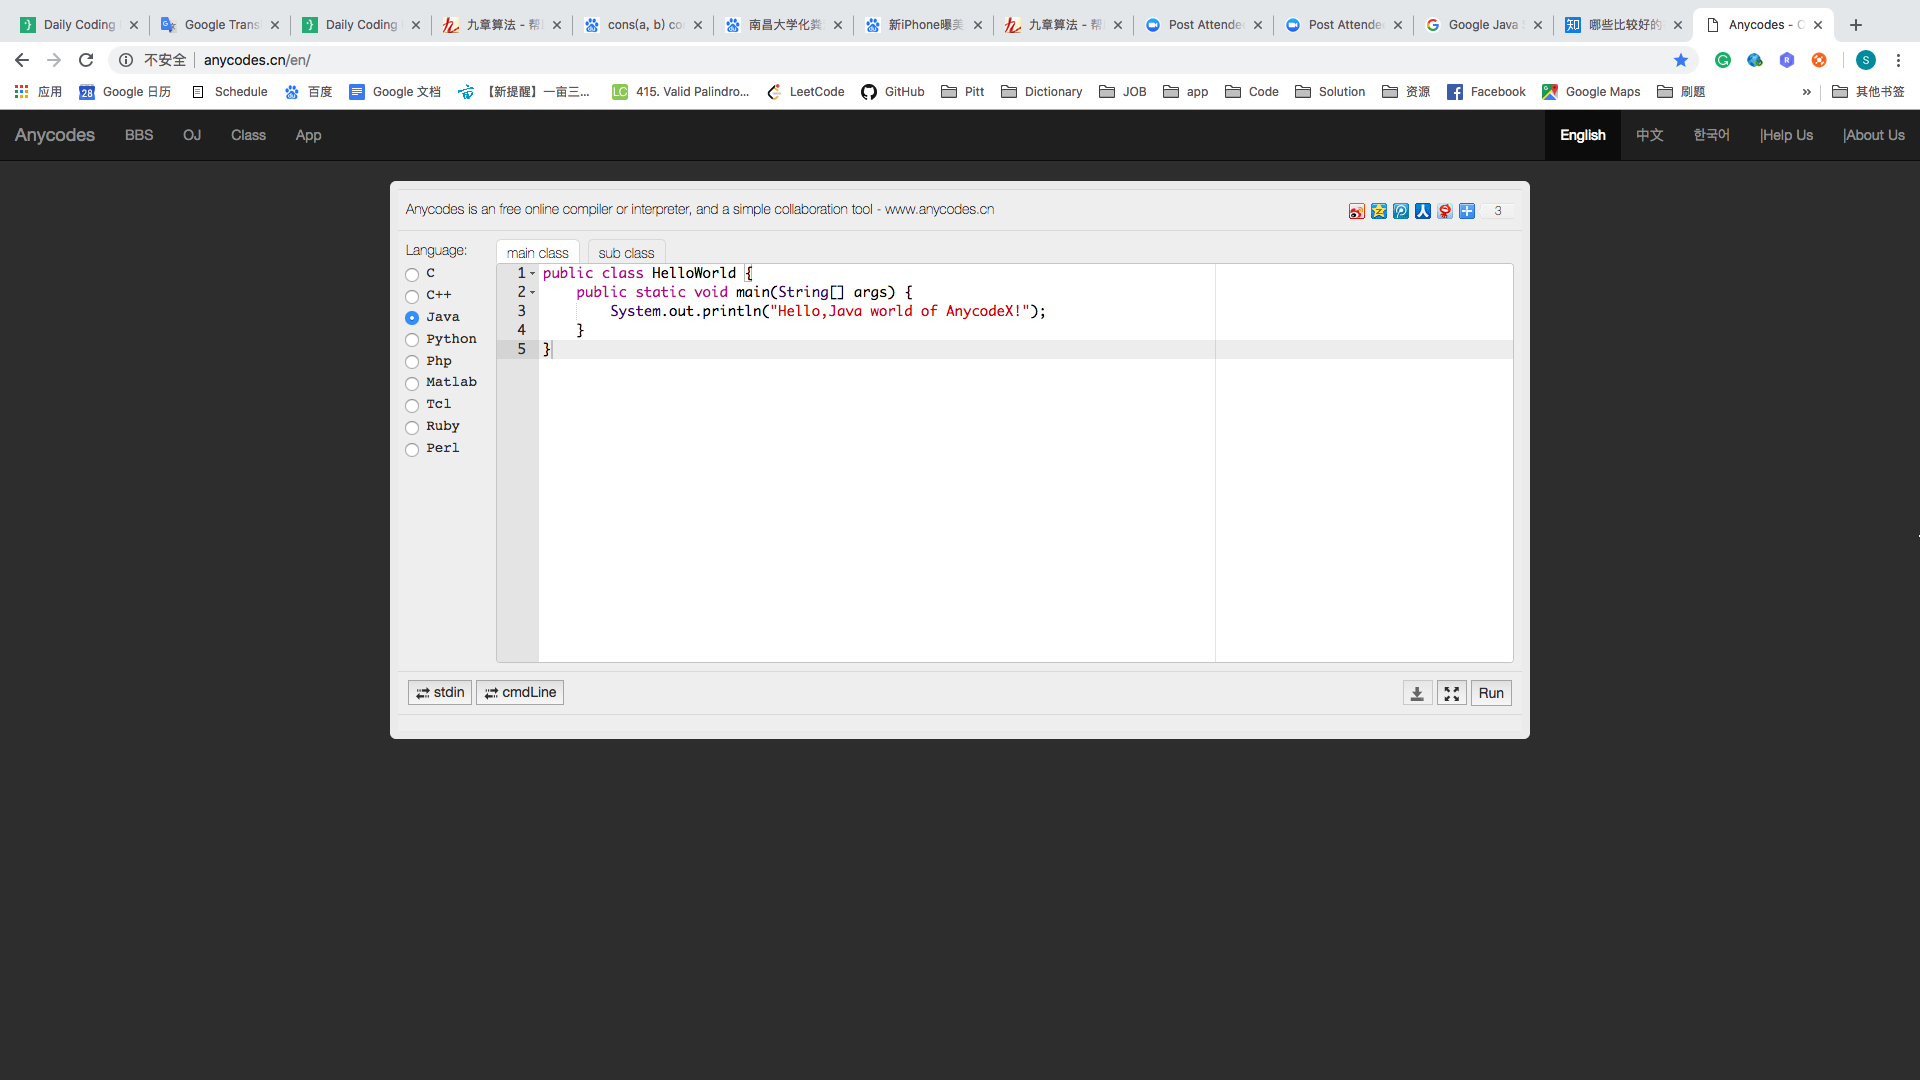 Daily Coding
Google Trans
Daily Coding
九章算法 - 帮
cons(a, b) co
南昌大学化粪
新iPhone曝美
九章算法 - 帮
Post Attende
Post Attende
Google Java
哪些比较好的
Anycodes - O
不安全 anycodes.cn/en/
S
应用
28 Google 日历
Schedule
百度
Google 文档
【新提醒】一亩三...
LC 415. Valid Palindro...
LeetCode
GitHub
Pitt
Dictionary
JOB
app
Code
Solution
资源
Facebook
Google Maps
刷题
»
其他书签
Anycodes BBS OJ Class App
English 中文 한국어 |Help Us |About Us
Anycodes is an free online compiler or interpreter, and a simple collaboration tool - www.anycodes.cn
3
Language:
C
C++
Java
Python
Php
Matlab
Tcl
Ruby
Perl
main class sub class
1 public class HelloWorld {
2 public static void main(String[] args) {
3 System.out.println("Hello,Java world of AnycodeX!");
4 }
5 }
stdin cmdLine Run